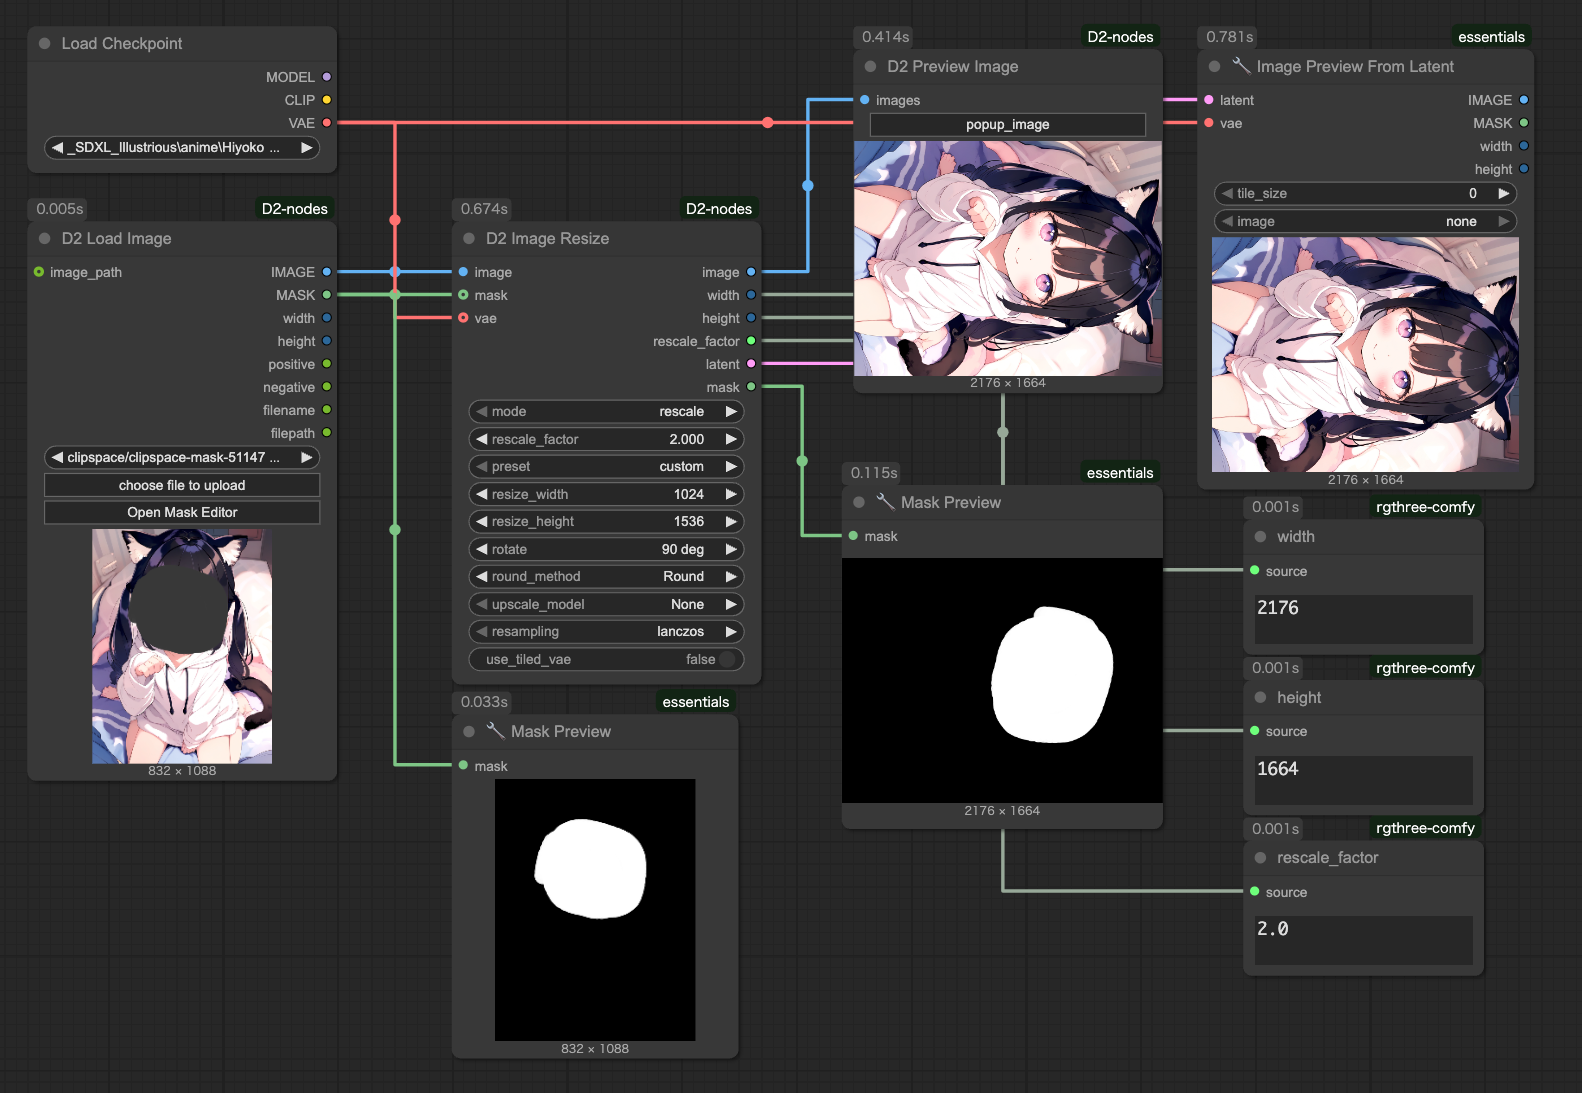 Load Checkpoint
MODEL
CLIP
VAE
_SDXL_Illustrious\anime\Hiyoko ...
0.005s
D2-nodes
D2 Load Image
image_path
IMAGE
MASK
width
height
positive
negative
filename
filepath
clipspace/clipspace-mask-51147 ...
choose file to upload
Open Mask Editor
832 × 1088
0.674s
D2-nodes
D2 Image Resize
image image
mask width
vae height
rescale_factor
latent
mask
mode rescale
rescale_factor 2.000
preset custom
resize_width 1024
resize_height 1536
rotate 90 deg
round_method Round
upscale_model None
resampling lanczos
use_tiled_vae false
0.033s
essentials
Mask Preview
mask
832 × 1088
0.414s
D2-nodes
D2 Preview Image
images
popup_image
2176 × 1664
0.115s
essentials
Mask Preview
mask
2176 × 1664
0.781s
essentials
Image Preview From Latent
latent IMAGE
vae MASK
width
height
tile_size 0
image none
2176 × 1664
0.001s
rgthree-comfy
width
source
2176
0.001s
rgthree-comfy
height
source
1664
0.001s
rgthree-comfy
rescale_factor
source
2.0